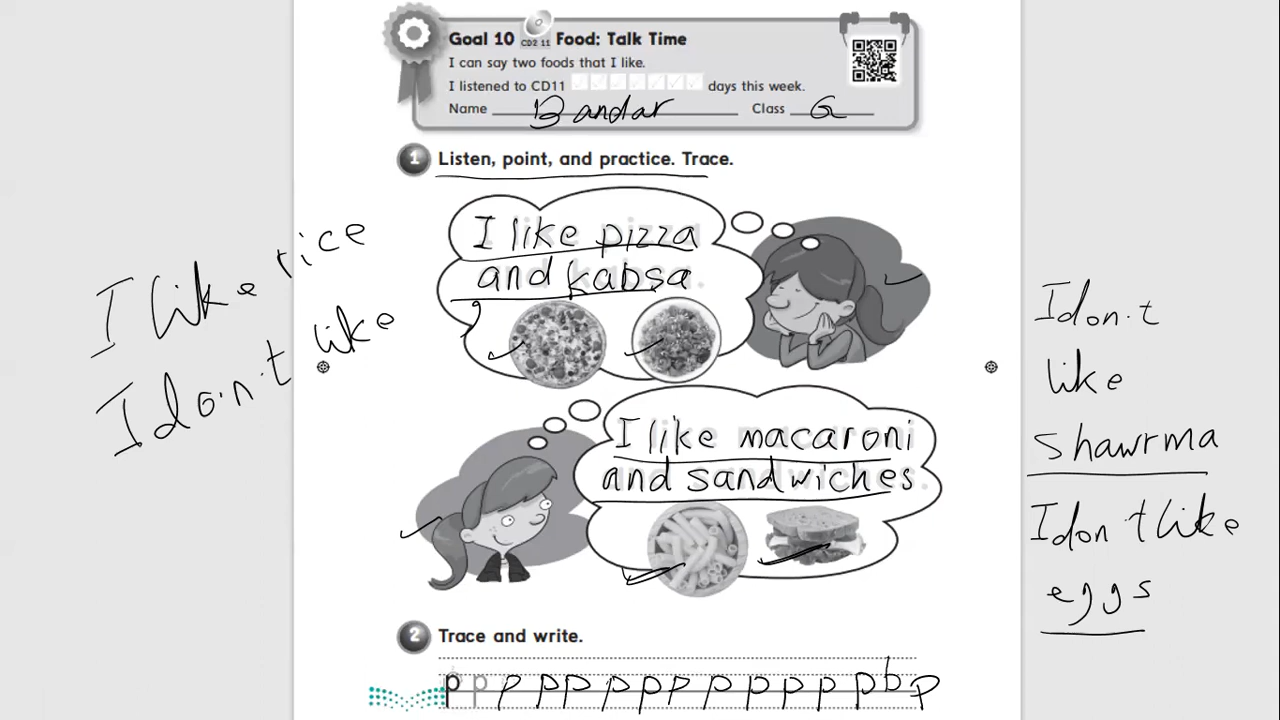 Goal 10 CD2 11 Food: Talk Time
I can say two foods that I like.
I listened to CD11 days this week.
Name Bandar Class G
1 Listen, point, and practice. Trace.
I like pizza
and kabsa.
I like rice
I don't like
I like macaroni
and sandwiches.
I don't
like
shawrma
I don't like
eggs
2 Trace and write.
p p p p p p p p p p p p p b p